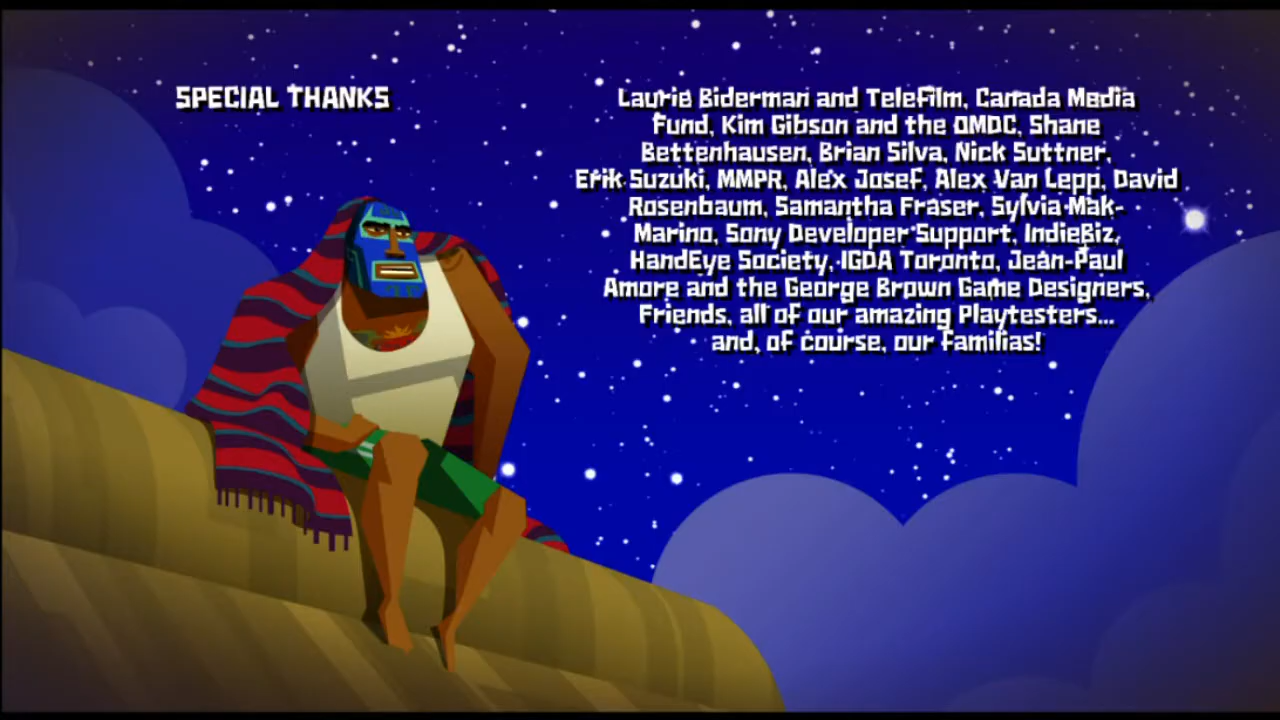 SPECIAL THANKS
Laurie Biderman and Telefilm, Canada Media
Fund, Kim Gibson and the OMDC, Shane
Bettenhausen, Brian Silva, Nick Suttner,
Erik Suzuki, MMPR, Alex Josef, Alex Van Lepp, David
Rosenbaum, Samantha Fraser, Sylvia Mak-
Marino, Sony Developer Support, IndieBiz,
HandEye Society, IGDA Toronto, Jean-Paul
Amore and the George Brown Game Designers,
Friends, all of our amazing Playtesters...
and, of course, our familias!